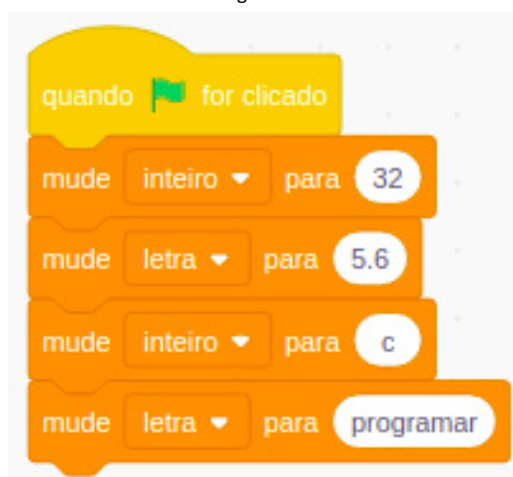 quando for clicado
mude inteiro para 32
mude letra para 5.6
mude inteiro para c
mude letra para programar